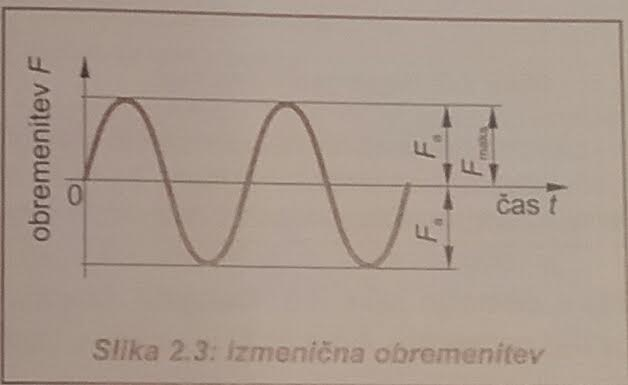 obremenitev F
0
Fa
Fmaks
Fa
čas t
Slika 2.3: Izmenična obremenitev